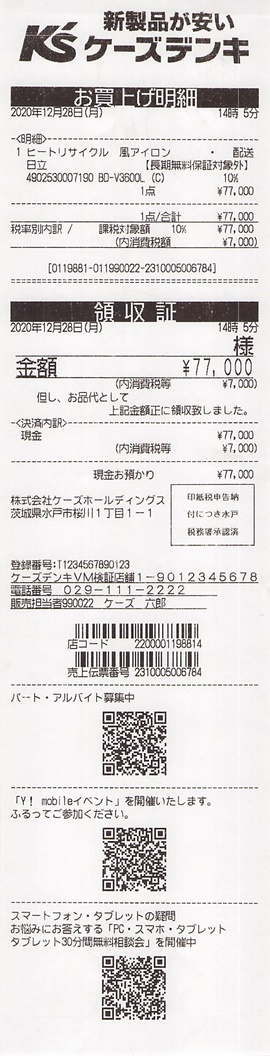 新製品が安い
K's ケーズデンキ
お買上げ明細
2020年12月28日(月) 14時 5分
-<明細>-
1 ヒートリサイクル 風アイロン ・ 配送
日立 【長期無料保証対象外】
4902530007190 BD-V3600L (C) 10%
1点 ¥77,000
1点/合計 ¥77,000
税率別内訳 / 課税対象額 10% ¥77,000
(内消費税額 ¥7,000)
[0119881-011990022-2310005006784]
領収証
2020年12月28日(月) 14時 5分
様
金額 ¥77,000
(内消費税等 ¥7,000)
但し、お品代として
上記金額正に領収致しました。
-<決済内訳>-
現金 ¥77,000
(内消費税等 ¥7,000)
現金お預かり ¥77,000
株式会社ケーズホールディングス
茨城県水戸市桜川1丁目1-1
印紙税申告納
付につき水戸
税務署承認済
登録番号:T1234567890123
ケーズデンキVM検証店舗1-9012345678
電話番号 029-111-2222
販売担当者990022 ケーズ 六郎
店コード 2200001198814
売上伝票番号 2310005006784
パート・アルバイト募集中
「Y! mobileイベント」を開催いたします。
ふるってご参加ください。
スマートフォン・タブレットの疑問
お悩みにお答えする「PC・スマホ・タブレット
タブレット30分間無料相談会」を開催中